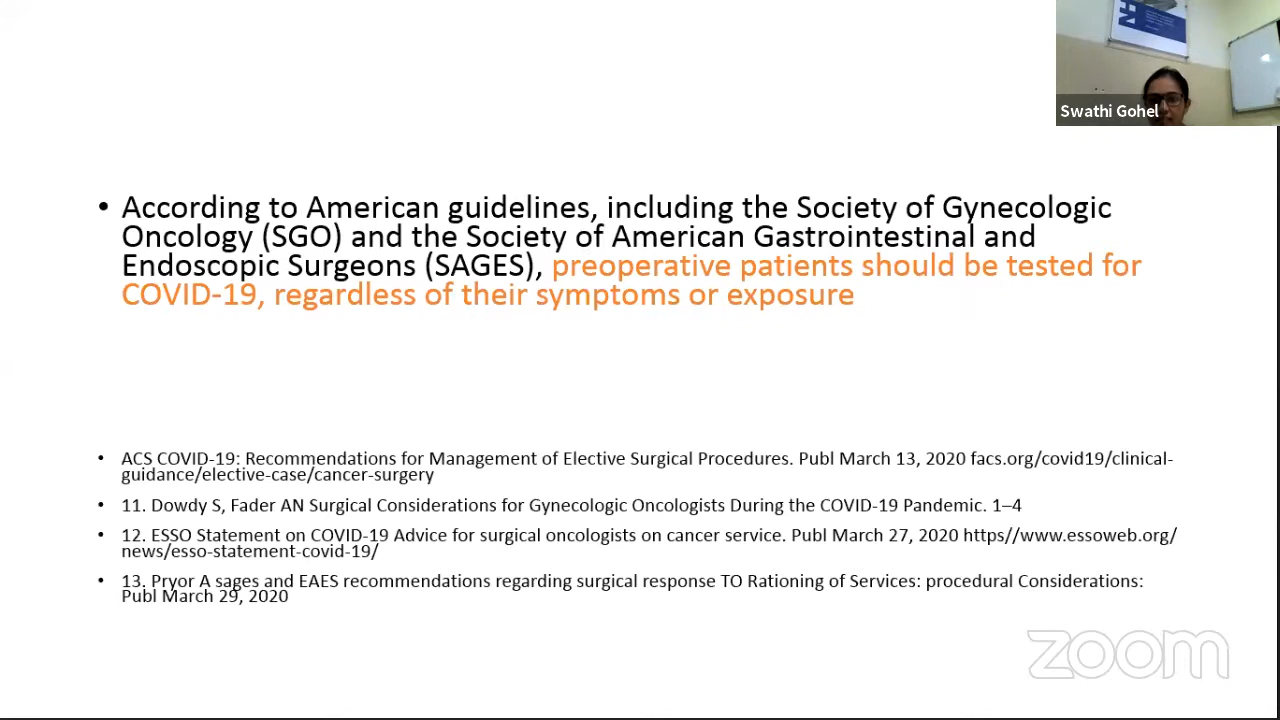 Swathi Gohel
• According to American guidelines, including the Society of Gynecologic
Oncology (SGO) and the Society of American Gastrointestinal and
Endoscopic Surgeons (SAGES), preoperative patients should be tested for
COVID-19, regardless of their symptoms or exposure
• ACS COVID-19: Recommendations for Management of Elective Surgical Procedures. Publ March 13, 2020 facs.org/covid19/clinical-
guidance/elective-case/cancer-surgery
• 11. Dowdy S, Fader AN Surgical Considerations for Gynecologic Oncologists During the COVID-19 Pandemic. 1–4
• 12. ESSO Statement on COVID-19 Advice for surgical oncologists on cancer service. Publ March 27, 2020 https//www.essoweb.org/
news/esso-statement-covid-19/
• 13. Pryor A sages and EAES recommendations regarding surgical response TO Rationing of Services: procedural Considerations:
Publ March 29, 2020
zoom